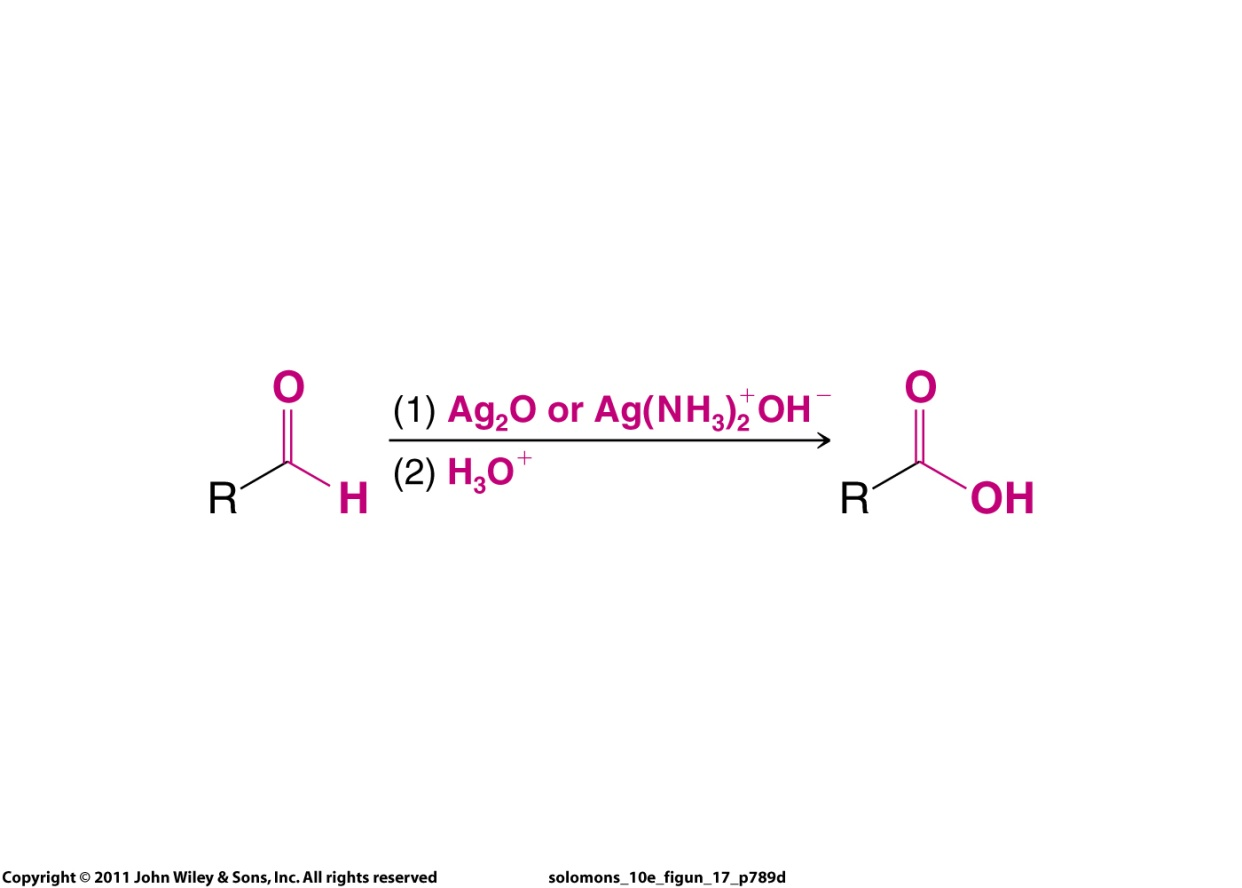 O
R
H
(1) Ag₂O or Ag(NH₃)₂⁺OH⁻
(2) H₃O⁺
O
R
OH
Copyright © 2011 John Wiley & Sons, Inc. All rights reserved
solomons_10e_figun_17_p789d